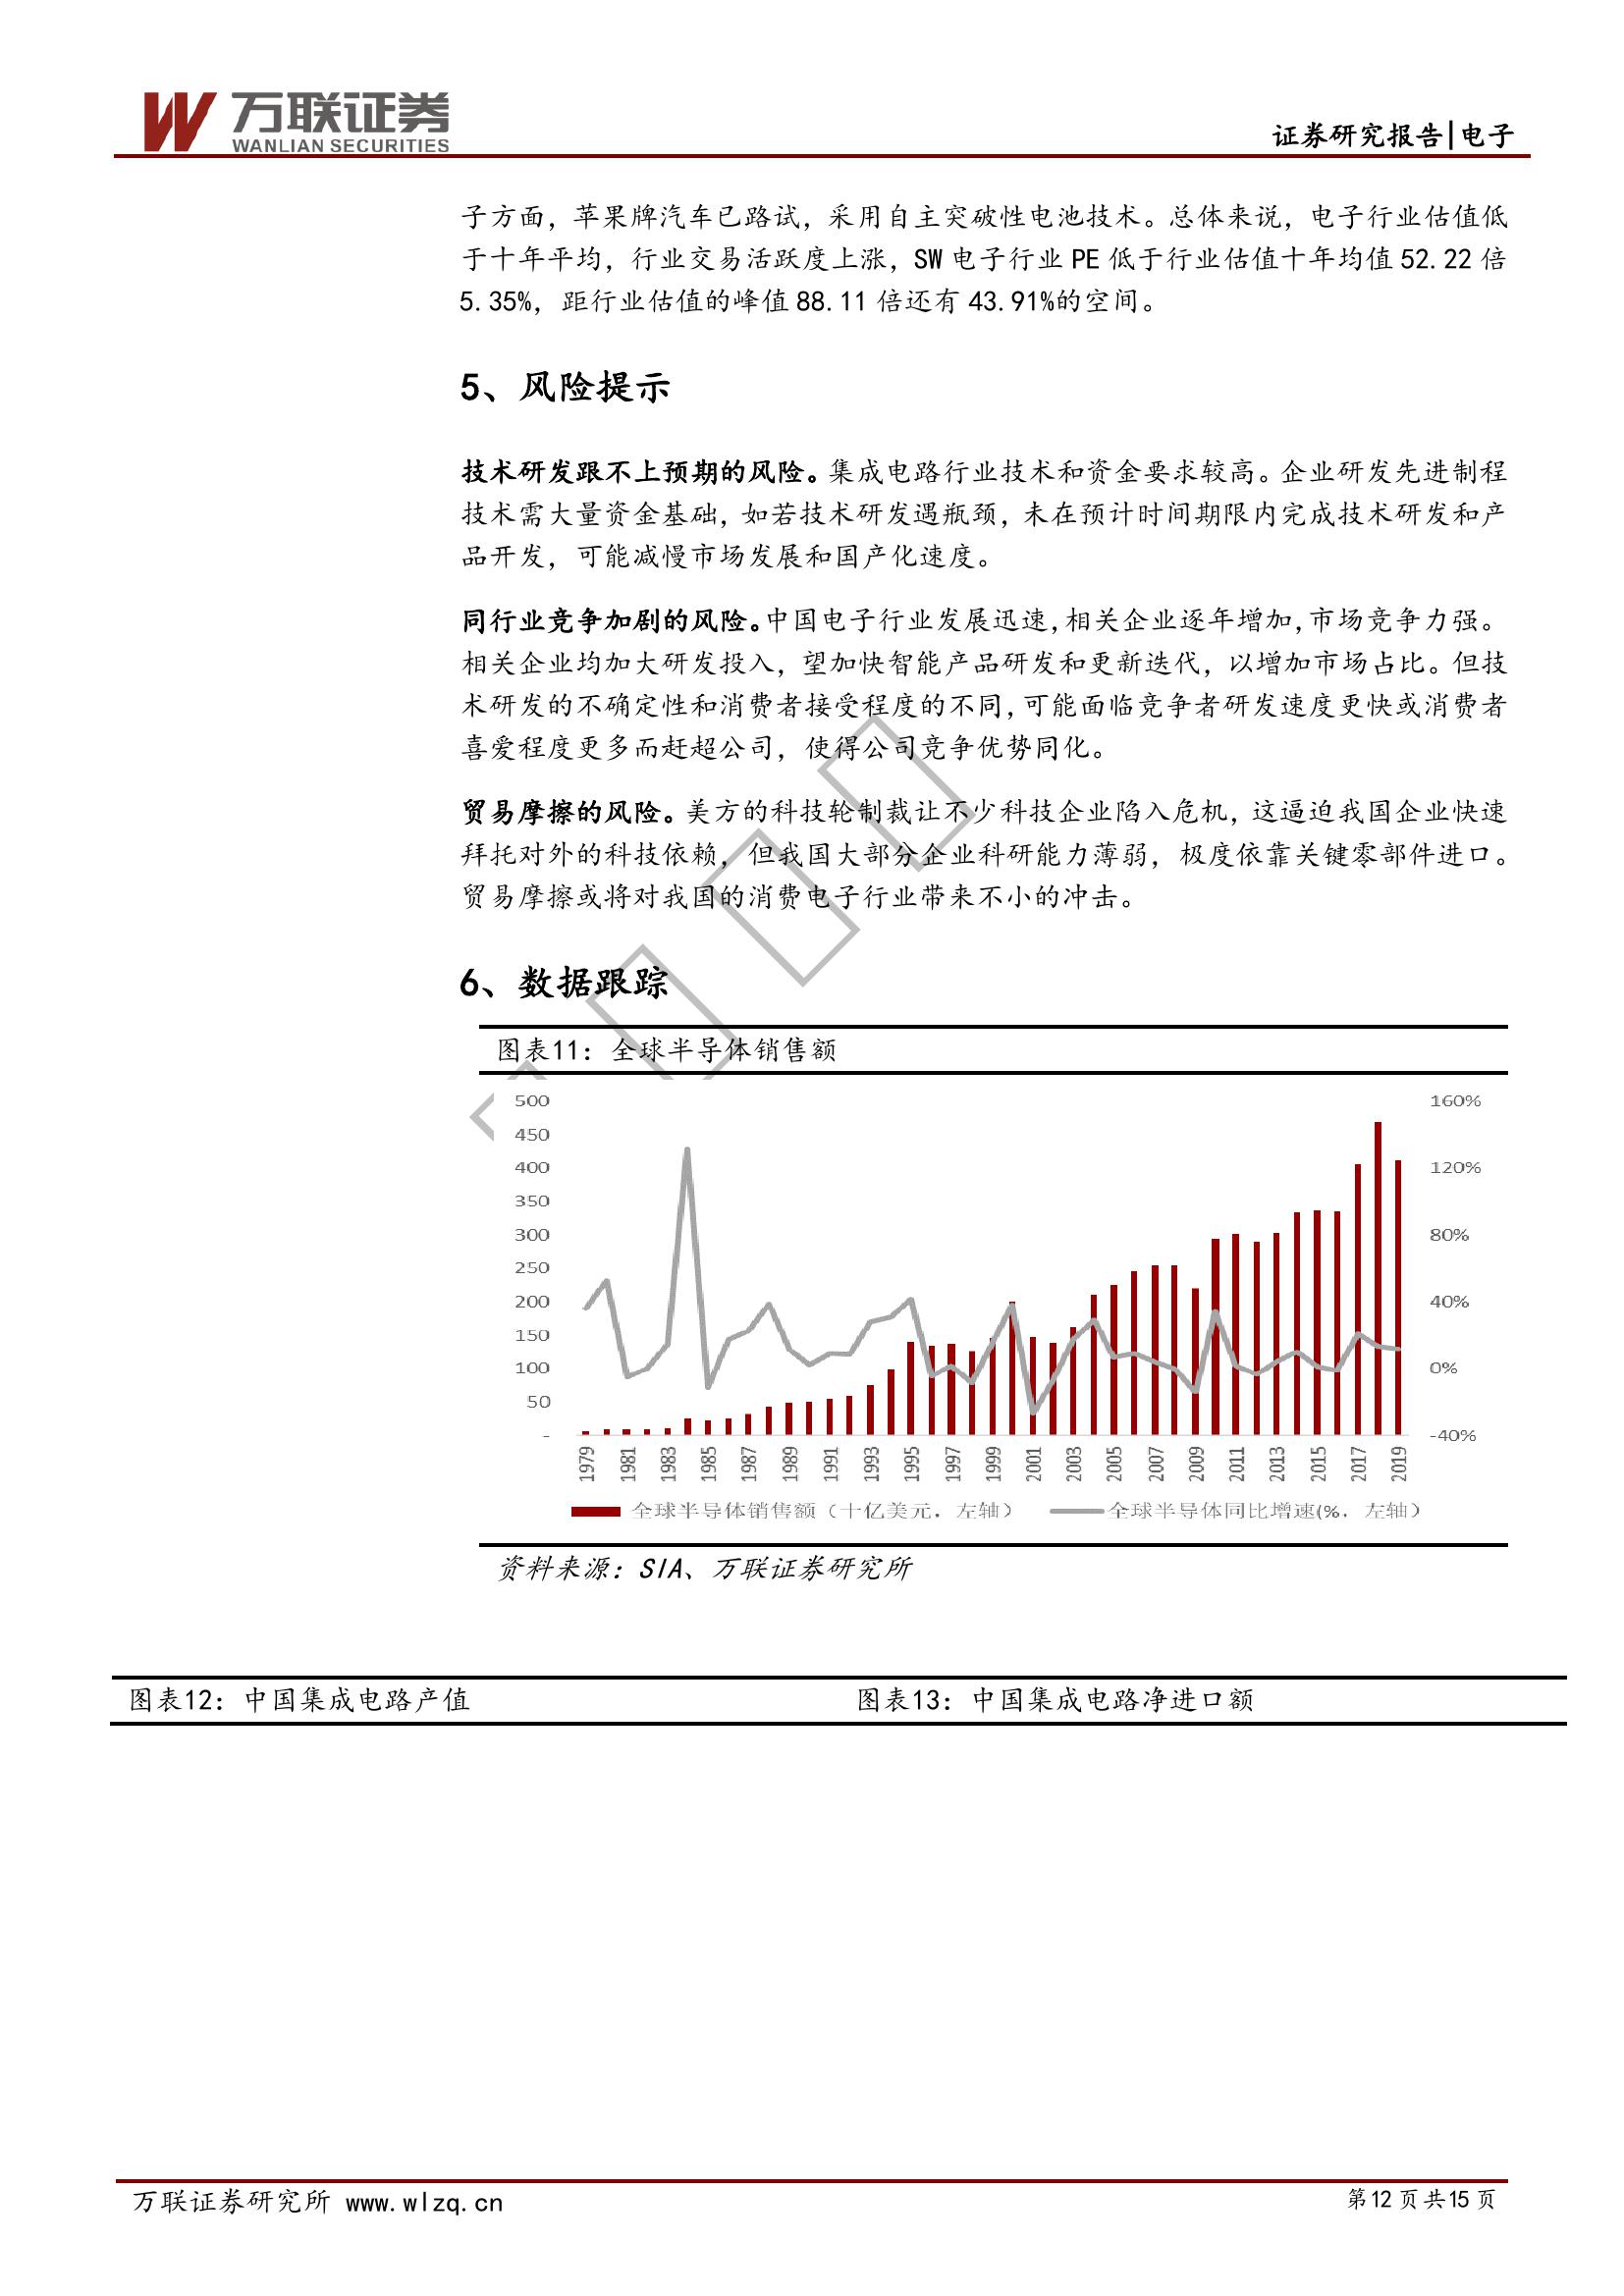 万联证券
WANLIAN SECURITIES
证券研究报告|电子
子方面，苹果牌汽车已路试，采用自主突破性电池技术。总体来说，电子行业估值低
于十年平均，行业交易活跃度上涨，SW 电子行业 PE 低于行业估值十年均值 52.22 倍
5.35%，距行业估值的峰值 88.11 倍还有 43.91%的空间。
5、风险提示
技术研发跟不上预期的风险。集成电路行业技术和资金要求较高。企业研发先进制程
技术需大量资金基础，如若技术研发遇瓶颈，未在预计时间期限内完成技术研发和产
品开发，可能减慢市场发展和国产化速度。
同行业竞争加剧的风险。中国电子行业发展迅速，相关企业逐年增加，市场竞争力强。
相关企业均加大研发投入，望加快智能产品研发和更新迭代，以增加市场占比。但技
术研发的不确定性和消费者接受程度的不同，可能面临竞争者研发速度更快或消费者
喜爱程度更多而赶超公司，使得公司竞争优势同化。
贸易摩擦的风险。美方的科技轮制裁让不少科技企业陷入危机，这逼迫我国企业快速
拜托对外的科技依赖，但我国大部分企业科研能力薄弱，极度依靠关键零部件进口。
贸易摩擦或将对我国的消费电子行业带来不小的冲击。
6、数据跟踪
图表11：全球半导体销售额
500 160%
450
400 120%
350
300 80%
250
200 40%
150
100 0%
50
- -40%
1979 1981 1983 1985 1987 1989 1991 1993 1995 1997 1999 2001 2003 2005 2007 2009 2011 2013 2015 2017 2019
全球半导体销售额（十亿美元，左轴） 全球半导体同比增速(%，左轴）
资料来源：SIA、万联证券研究所
图表12：中国集成电路产值 图表13：中国集成电路净进口额
万联证券研究所 www.wlzq.cn 第12 页 共15 页